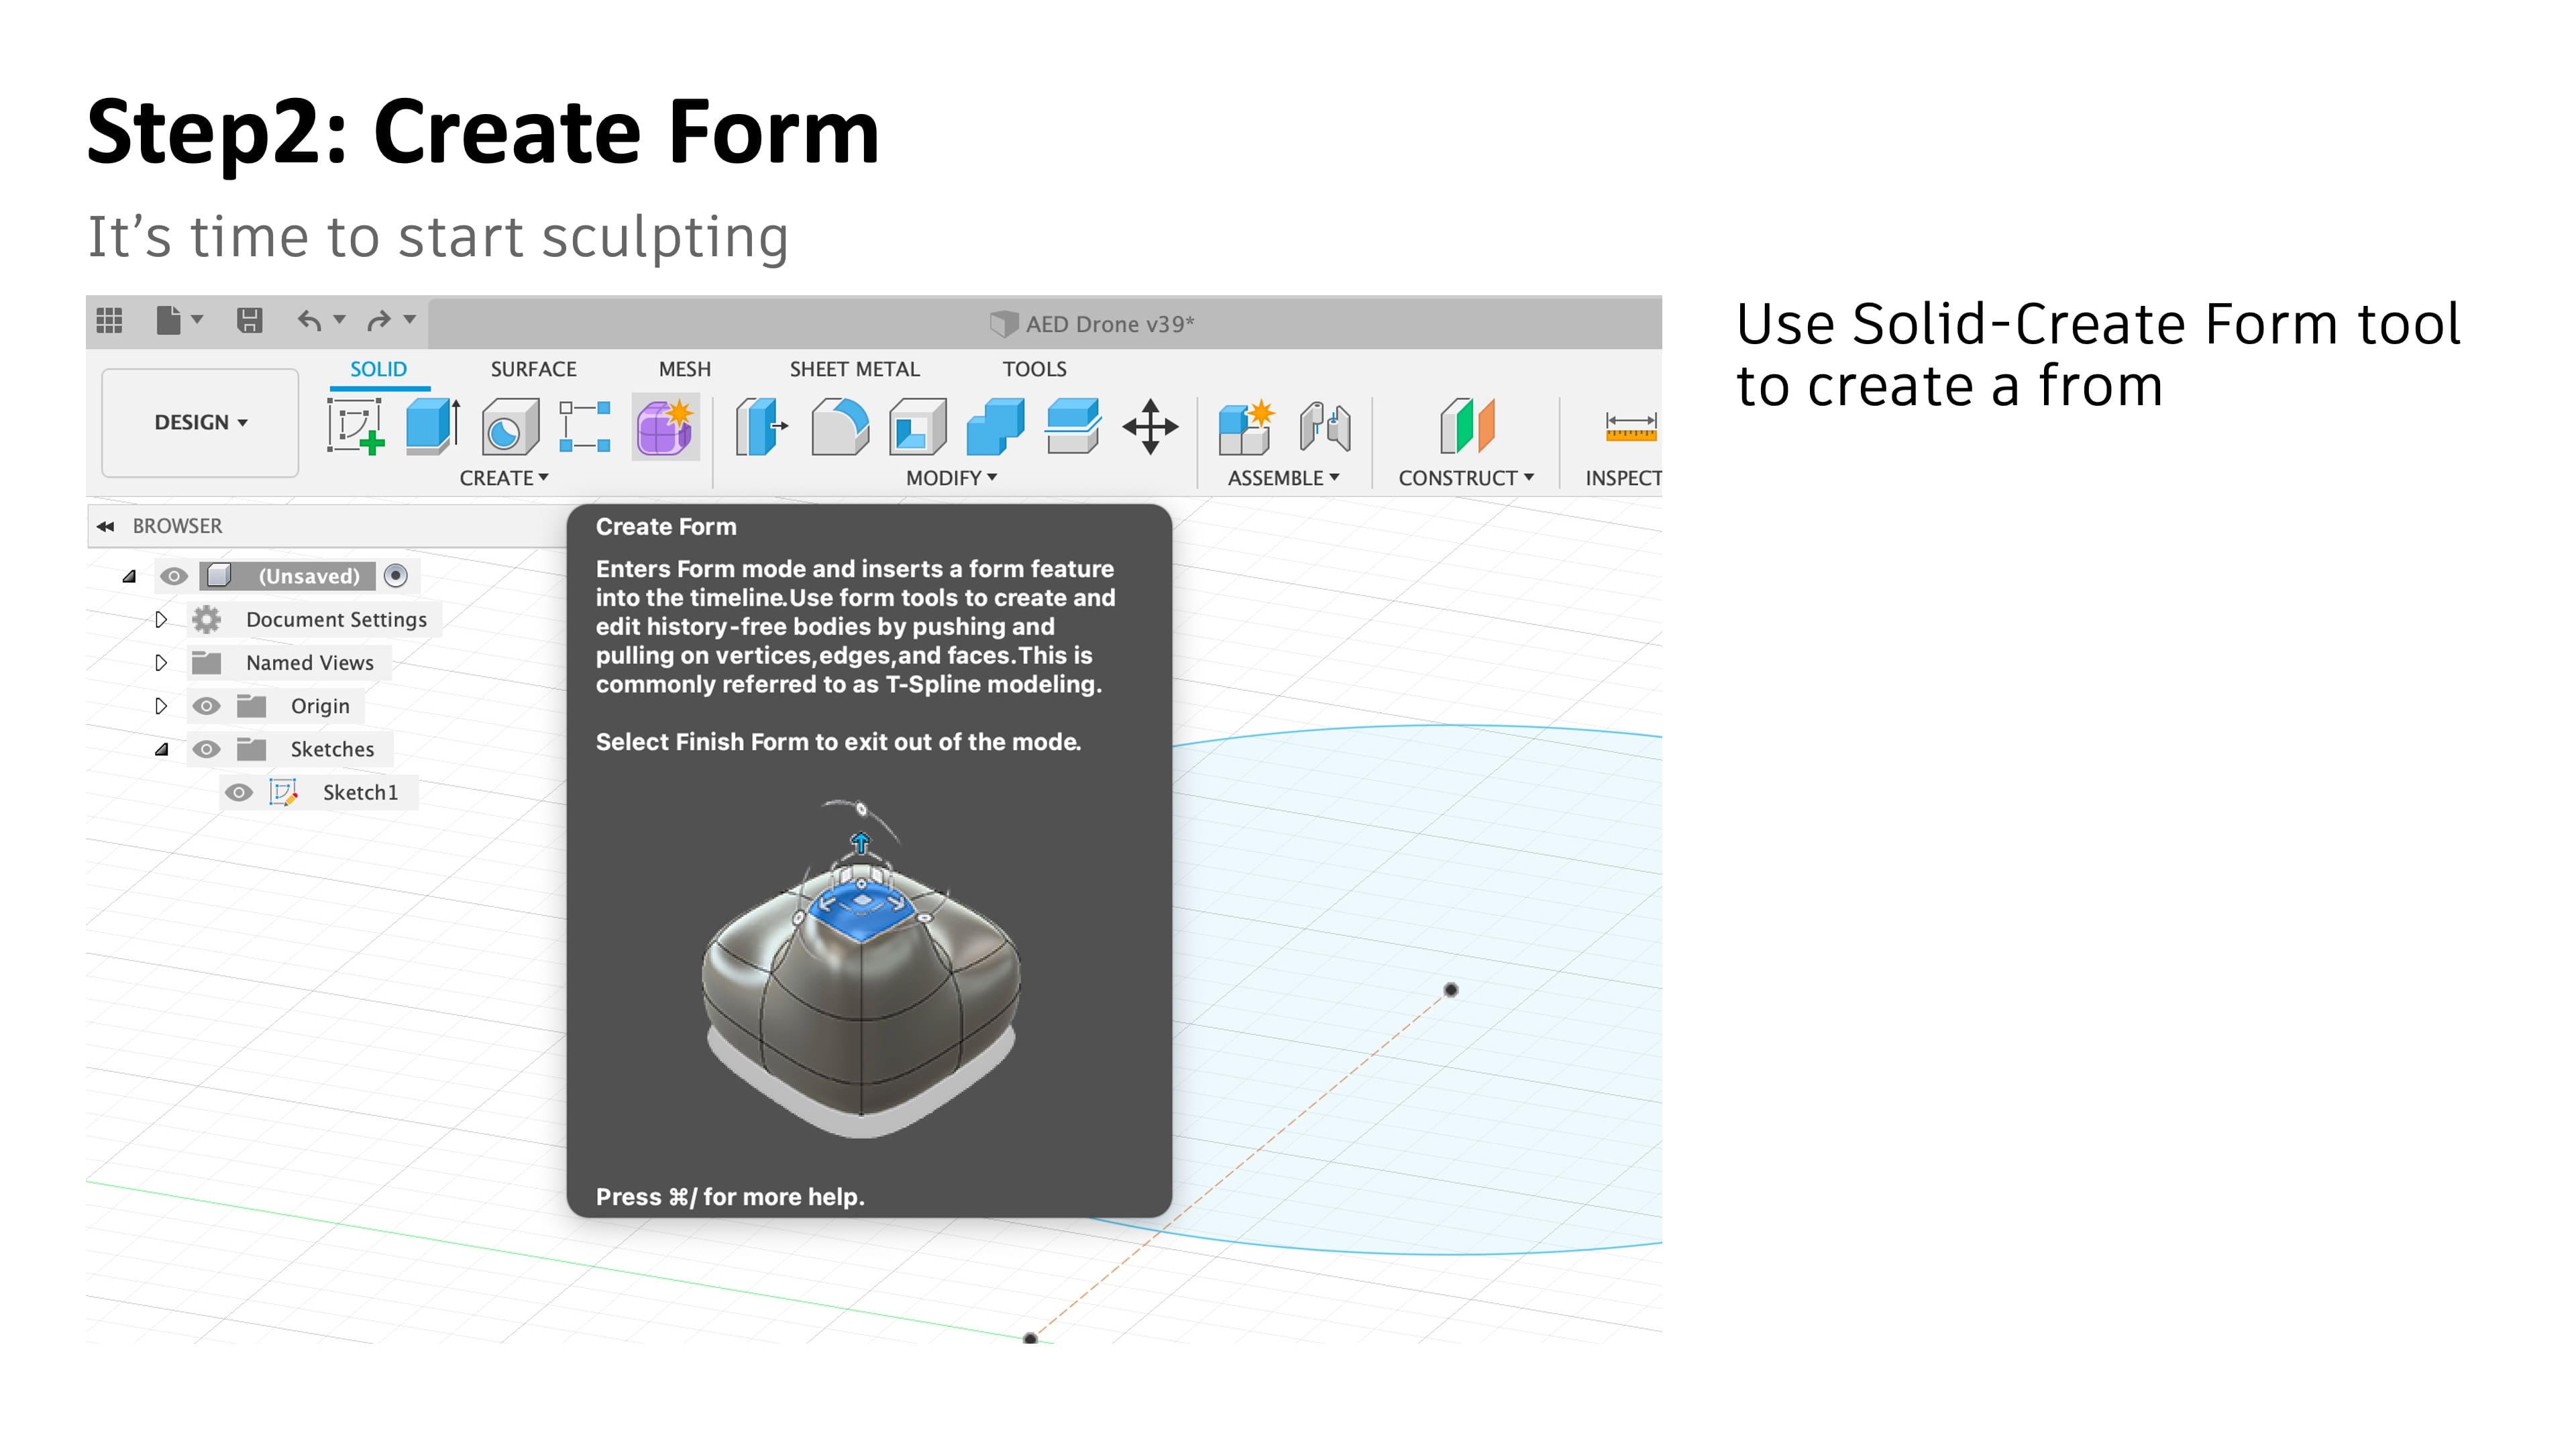 Step2: Create Form
It’s time to start sculpting
AED Drone v39*
SOLID SURFACE MESH SHEET METAL TOOLS
DESIGN
CREATE MODIFY ASSEMBLE CONSTRUCT INSPECT
BROWSER
(Unsaved)
Document Settings
Named Views
Origin
Sketches
Sketch1
Create Form
Enters Form mode and inserts a form feature
into the timeline.Use form tools to create and
edit history-free bodies by pushing and
pulling on vertices,edges,and faces.This is
commonly referred to as T-Spline modeling.
Select Finish Form to exit out of the mode.
Press ⌘/ for more help.
Use Solid-Create Form tool
to create a from